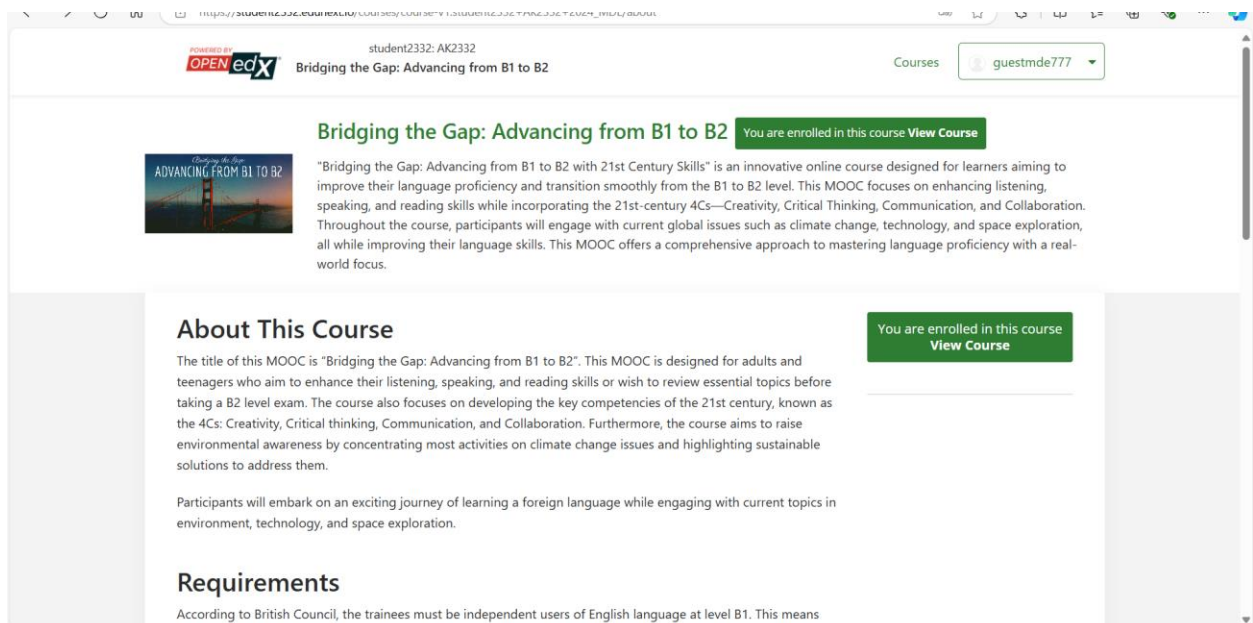 https://student2332.edunext.io/courses/course-v1:student2332+AK2332+2024_MDE/about
POWERED BY
OPEN edX
student2332: AK2332
Bridging the Gap: Advancing from B1 to B2
Courses
guestmde777
Bridging the Gap: Advancing from B1 to B2
You are enrolled in this course View Course
Bridging the Gap
ADVANCING FROM B1 TO B2
"Bridging the Gap: Advancing from B1 to B2 with 21st Century Skills" is an innovative online course designed for learners aiming to
improve their language proficiency and transition smoothly from the B1 to B2 level. This MOOC focuses on enhancing listening,
speaking, and reading skills while incorporating the 21st-century 4Cs—Creativity, Critical Thinking, Communication, and Collaboration.
Throughout the course, participants will engage with current global issues such as climate change, technology, and space exploration,
all while improving their language skills. This MOOC offers a comprehensive approach to mastering language proficiency with a real-
world focus.
About This Course
The title of this MOOC is "Bridging the Gap: Advancing from B1 to B2". This MOOC is designed for adults and
teenagers who aim to enhance their listening, speaking, and reading skills or wish to review essential topics before
taking a B2 level exam. The course also focuses on developing the key competencies of the 21st century, known as
the 4Cs: Creativity, Critical thinking, Communication, and Collaboration. Furthermore, the course aims to raise
environmental awareness by concentrating most activities on climate change issues and highlighting sustainable
solutions to address them.
Participants will embark on an exciting journey of learning a foreign language while engaging with current topics in
environment, technology, and space exploration.
You are enrolled in this course
View Course
Requirements
According to British Council, the trainees must be independent users of English language at level B1. This means